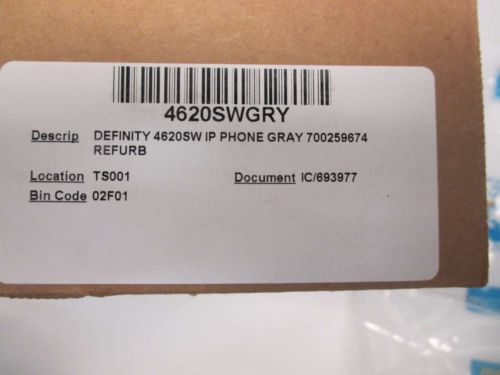 4620SWGRY
Descrip DEFINITY 4620SW IP PHONE GRAY 700259674
REFURB
Location TS001 Document IC/693977
Bin Code 02F01